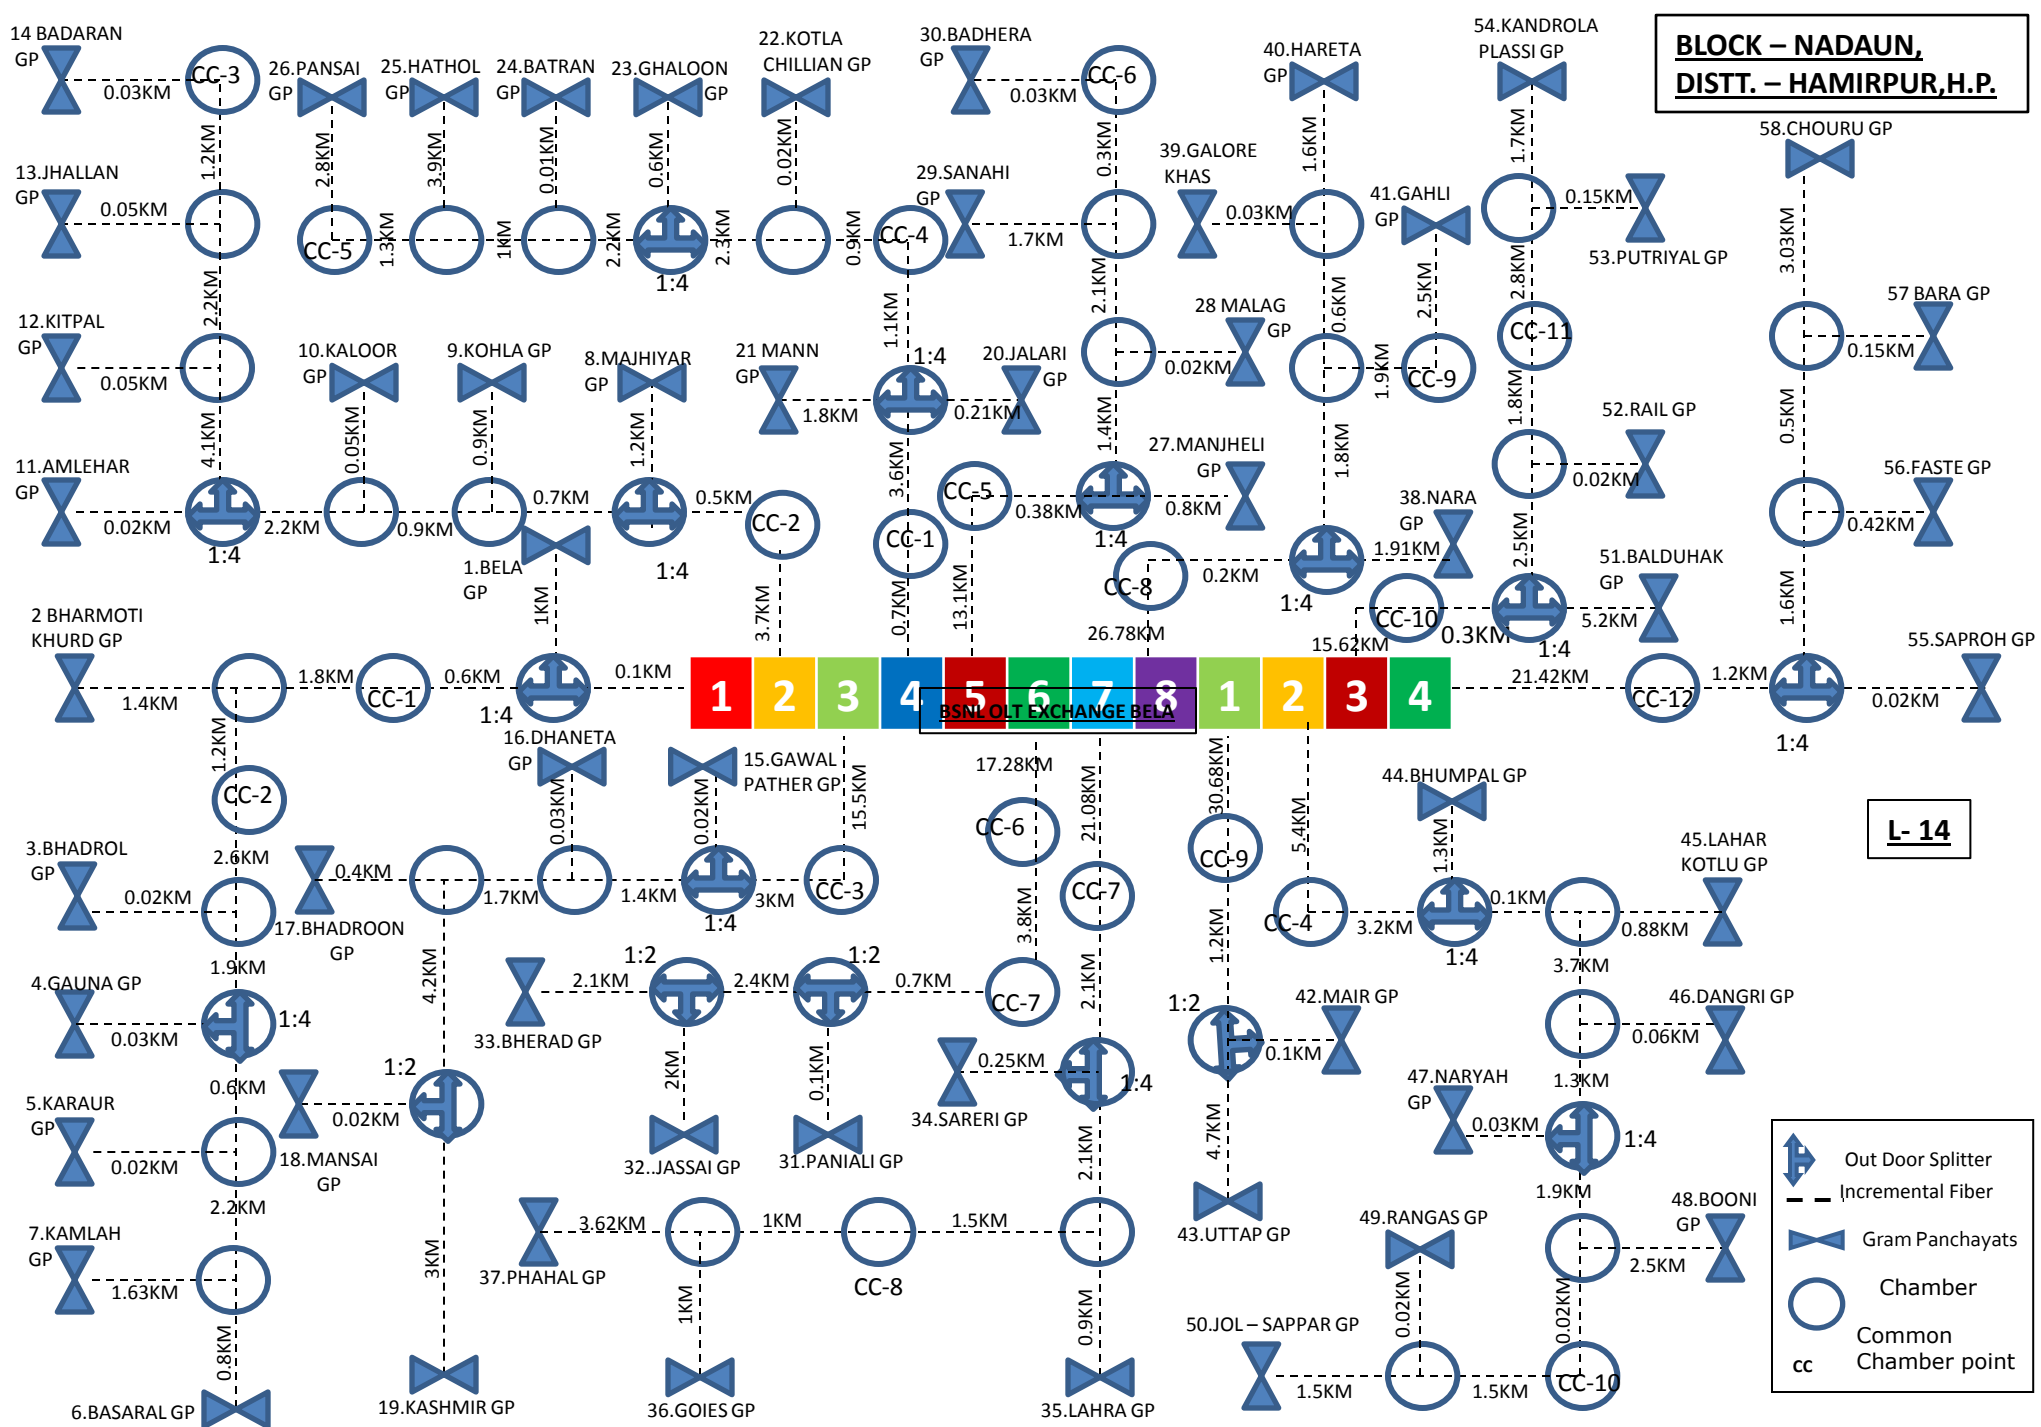 14 BADARAN
GP
CC-3
0.03KM
1.2KM
26.PANSAI
GP
25.HATHOL
GP
24.BATRAN
GP
23.GHALOON
GP
22.KOTLA
CHILLIAN GP
2.8KM
3.9KM
0.01KM
0.6KM
0.02KM
30.BADHERA
GP
CC-6
0.03KM
0.3KM
40.HARETA
GP
1.6KM
54.KANDROLA
PLASSI GP
1.7KM
BLOCK – NADAUN,
DISTT. – HAMIRPUR,H.P.
58.CHOURU GP
3.03KM
13.JHALLAN
GP
0.05KM
2.2KM
CC-5
1.3KM
1KM
2.2KM
1:4
2.3KM
0.9KM
CC-4
1.1KM
29.SANAHI
GP
1.7KM
2.1KM
39.GALORE
KHAS
0.03KM
0.6KM
41.GAHLI
GP
2.5KM
0.15KM
53.PUTRIYAL GP
2.8KM
CC-11
12.KITPAL
GP
0.05KM
4.1KM
10.KALOOR
GP
9.KOHLA GP
8.MAJHIYAR
GP
0.05KM
0.9KM
1.2KM
21 MANN
GP
1.8KM
1:4
20.JALARI
GP
0.21KM
3.6KM
28 MALAG
GP
0.02KM
1.4KM
1.9KM
CC-9
1.8KM
1.8KM
57 BARA GP
0.15KM
0.5KM
11.AMLEHAR
GP
0.02KM
1:4
2.2KM
0.9KM
0.7KM
1:4
0.5KM
CC-2
3.7KM
CC-1
0.7KM
CC-5
0.38KM
13.1KM
1:4
27.MANJHELI
GP
0.8KM
52.RAIL GP
0.02KM
2.5KM
56.FASTE GP
0.42KM
1.6KM
1.BELA
GP
1KM
CC-8
0.2KM
26.78KM
1:4
38.NARA
GP
1.91KM
CC-10
0.3KM
15.62KM
1:4
51.BALDUHAK
GP
5.2KM
2 BHARMOTI
KHURD GP
1.4KM
1.8KM
CC-1
0.6KM
1:4
0.1KM
1 2 3 4 5 6 7 8 1 2 3 4
BSNL OLT EXCHANGE BELA
21.42KM
CC-12
1.2KM
1:4
55.SAPROH GP
0.02KM
1.2KM
CC-2
2.6KM
16.DHANETA
GP
0.03KM
15.GAWAL
PATHER GP
0.02KM
15.5KM
17.28KM
CC-6
3.8KM
21.08KM
CC-7
2.1KM
30.68KM
CC-9
1.2KM
5.4KM
CC-4
3.2KM
44.BHUMPAL GP
1.3KM
1:4
0.1KM
45.LAHAR
KOTLU GP
0.88KM
3.7KM
L- 14
3.BHADROL
GP
0.02KM
1.9KM
0.4KM
17.BHADROON
GP
1.7KM
1.4KM
1:4
3KM
CC-3
4.2KM
4.GAUNA GP
0.03KM
1:4
0.6KM
2.1KM
33.BHERAD GP
1:2
2.4KM
1:2
0.7KM
CC-7
2KM
32..JASSAI GP
0.1KM
31.PANIALI GP
0.25KM
34.SARERI GP
1:4
2.1KM
1:2
42.MAIR GP
0.1KM
4.7KM
43.UTTAP GP
46.DANGRI GP
0.06KM
1.3KM
5.KARAUR
GP
0.02KM
2.2KM
1:2
0.02KM
18.MANSAI
GP
3KM
47.NARYAH
GP
0.03KM
1:4
1.9KM
7.KAMLAH
GP
1.63KM
0.8KM
6.BASARAL GP
19.KASHMIR GP
3.62KM
37.PHAHAL GP
1KM
1KM
36.GOIES GP
CC-8
1.5KM
0.9KM
35.LAHRA GP
48.BOONI
GP
2.5KM
0.02KM
49.RANGAS GP
0.02KM
50.JOL – SAPPAR GP
1.5KM
1.5KM
CC-10
Out Door Splitter
Incremental Fiber
Gram Panchayats
Chamber
Common
cc Chamber point